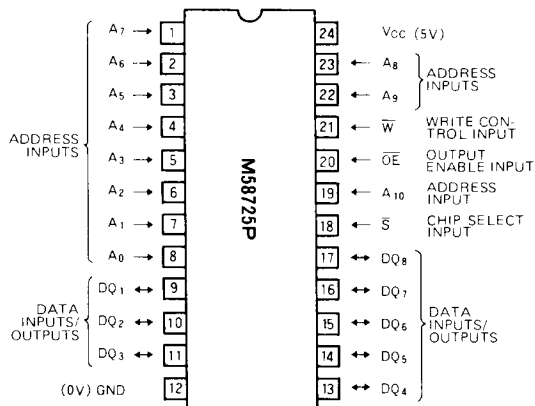 A7 → 1
A6 → 2
A5 → 3
A4 → 4
A3 → 5
A2 → 6
A1 → 7
A0 → 8
ADDRESS
INPUTS
DQ1 ↔ 9
DQ2 ↔ 10
DQ3 ↔ 11
DATA
INPUTS/
OUTPUTS
(0V) GND 12
M58725P
24 VCC (5V)
23 ← A8
22 ← A9
ADDRESS
INPUTS
21 ← W̅ WRITE CON-
TROL INPUT
20 ← O̅E̅ OUTPUT
ENABLE INPUT
19 ← A10 ADDRESS
INPUT
18 ← S̅ CHIP SELECT
INPUT
17 ↔ DQ8
16 ↔ DQ7
15 ↔ DQ6
14 ↔ DQ5
13 ↔ DQ4
DATA
INPUTS/
OUTPUTS